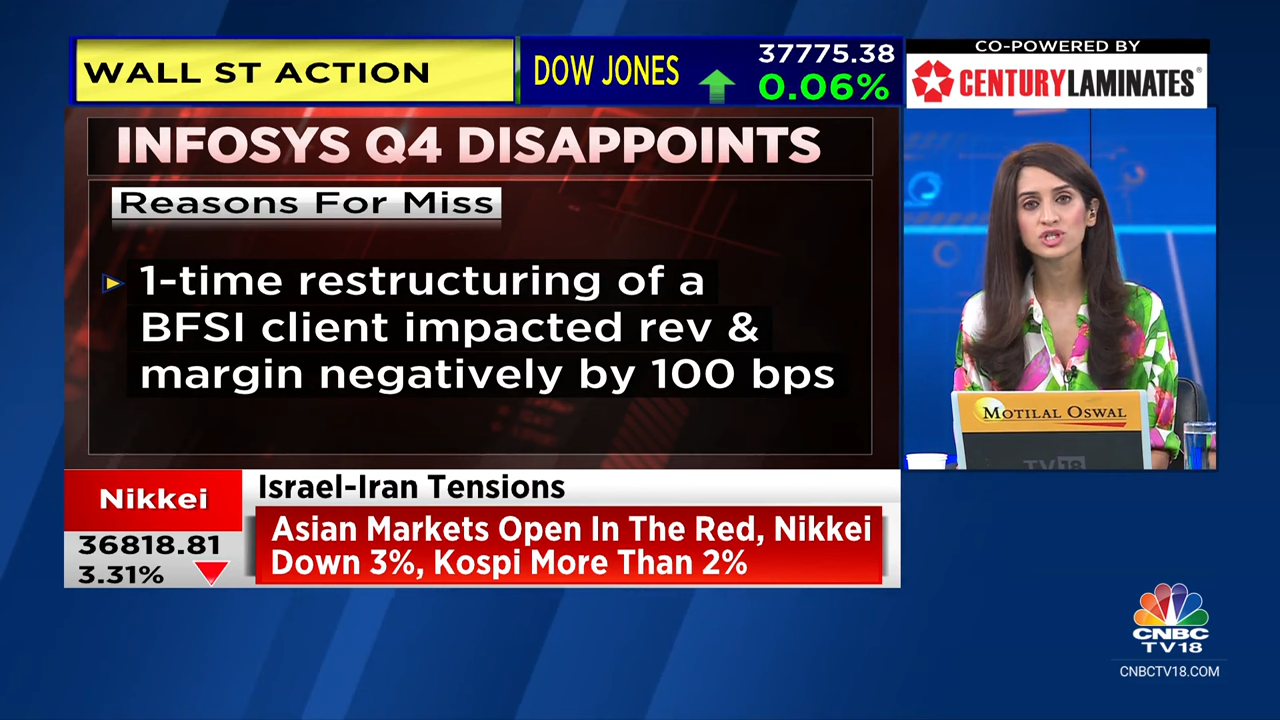 WALL ST ACTION
DOW JONES
37775.38
0.06%
CO-POWERED BY
CENTURYLAMINATES®
INFOSYS Q4 DISAPPOINTS
Reasons For Miss
1-time restructuring of a
BFSI client impacted rev &
margin negatively by 100 bps
MOTILAL OSWAL
TV18
Nikkei
36818.81
3.31%
Israel-Iran Tensions
Asian Markets Open In The Red, Nikkei
Down 3%, Kospi More Than 2%
CNBC
TV18
CNBCTV18.COM